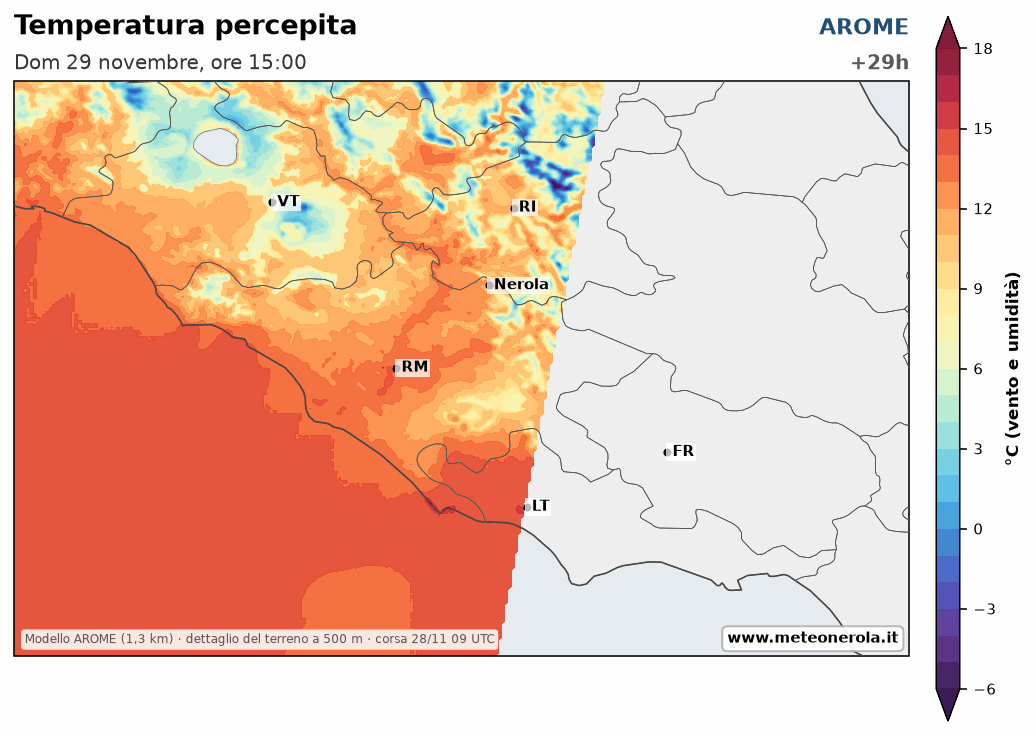 Temperatura percepita
AROME
Dom 29 novembre, ore 15:00
+29h
VT
RI
Nerola
RM
FR
LT
Modello AROME (1,3 km) · dettaglio del terreno a 500 m · corsa 28/11 09 UTC
www.meteonerola.it
18
15
12
9
6
3
0
−3
−6
°C (vento e umidità)